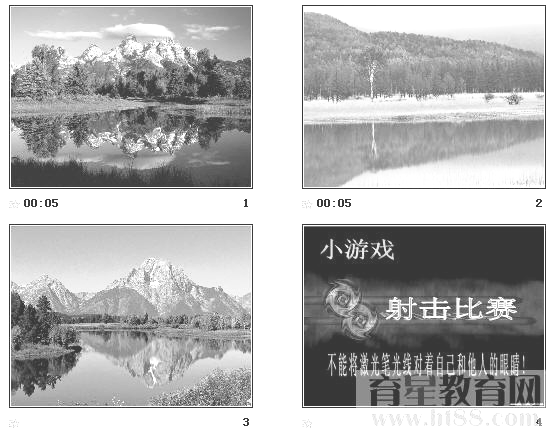 00:05 1
00:05 2
3
小游戏
射击比赛
不能将激光笔光线对着自己和他人的眼睛!
育星教育网
www.ht88.com
4